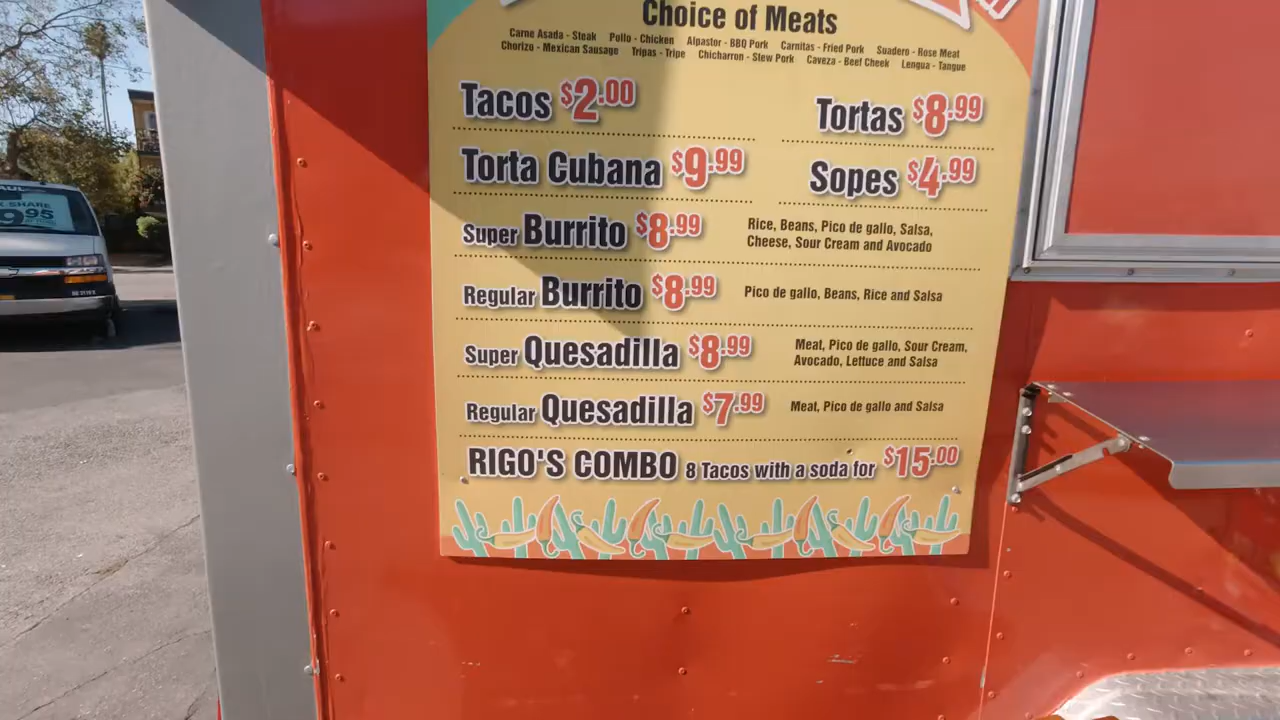 Choice of Meats
Carne Asada - Steak Pollo - Chicken Alpastor - BBQ Pork Carnitas - Fried Pork Suadero - Rose Meat
Chorizo - Mexican Sausage Tripas - Tripe Chicharron - Stew Pork Caveza - Beef Cheek Lengua - Tangue
Tacos $2.00
Tortas $8.99
Torta Cubana $9.99
Sopes $4.99
Super Burrito $8.99
Rice, Beans, Pico de gallo, Salsa,
Cheese, Sour Cream and Avocado
Regular Burrito $8.99
Pico de gallo, Beans, Rice and Salsa
Super Quesadilla $8.99
Meat, Pico de gallo, Sour Cream,
Avocado, Lettuce and Salsa
Regular Quesadilla $7.99
Meat, Pico de gallo and Salsa
RIGO'S COMBO 8 Tacos with a soda for $15.00
SHARE
9.95